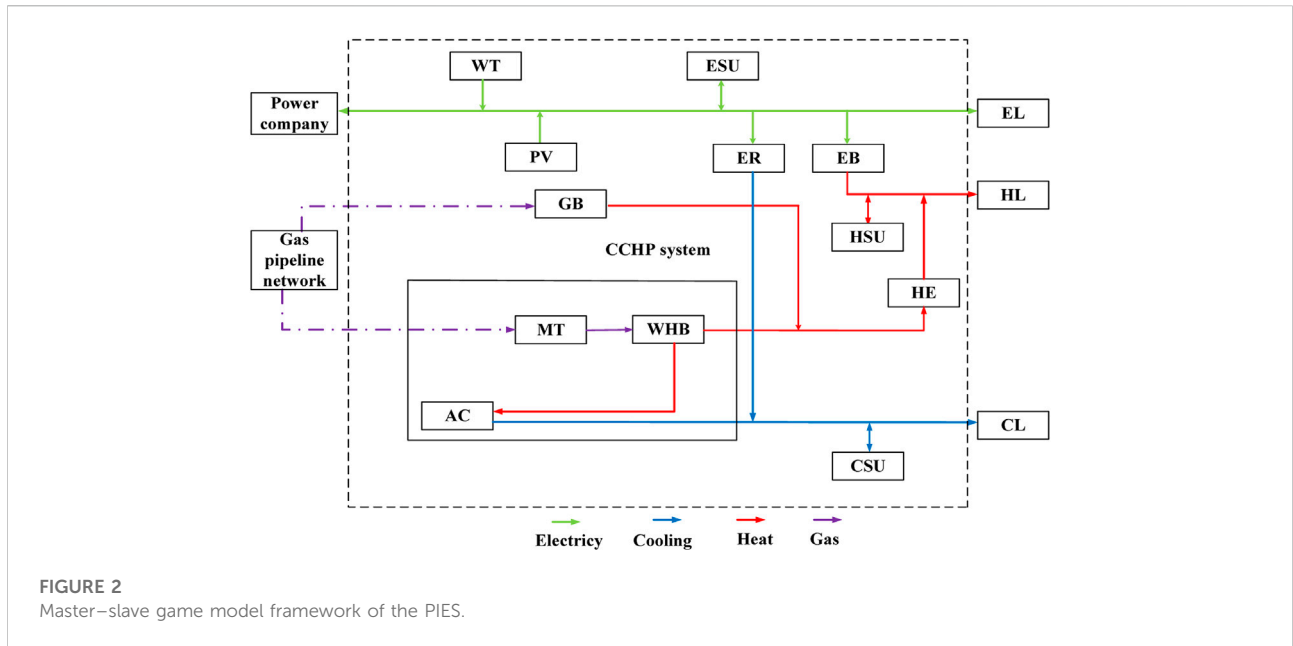 WT
ESU
Power
company
EL
PV
ER
EB
GB
HL
HSU
Gas
pipeline
network
CCHP system
HE
MT
WHB
AC
CL
CSU
Electricy
Cooling
Heat
Gas
FIGURE 2
Master–slave game model framework of the PIES.